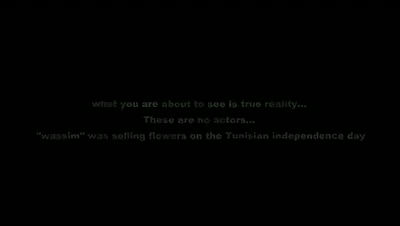 what you are about to see is true reality...
These are no actors...
"wassim" was selling flowers on the Tunisian independence day